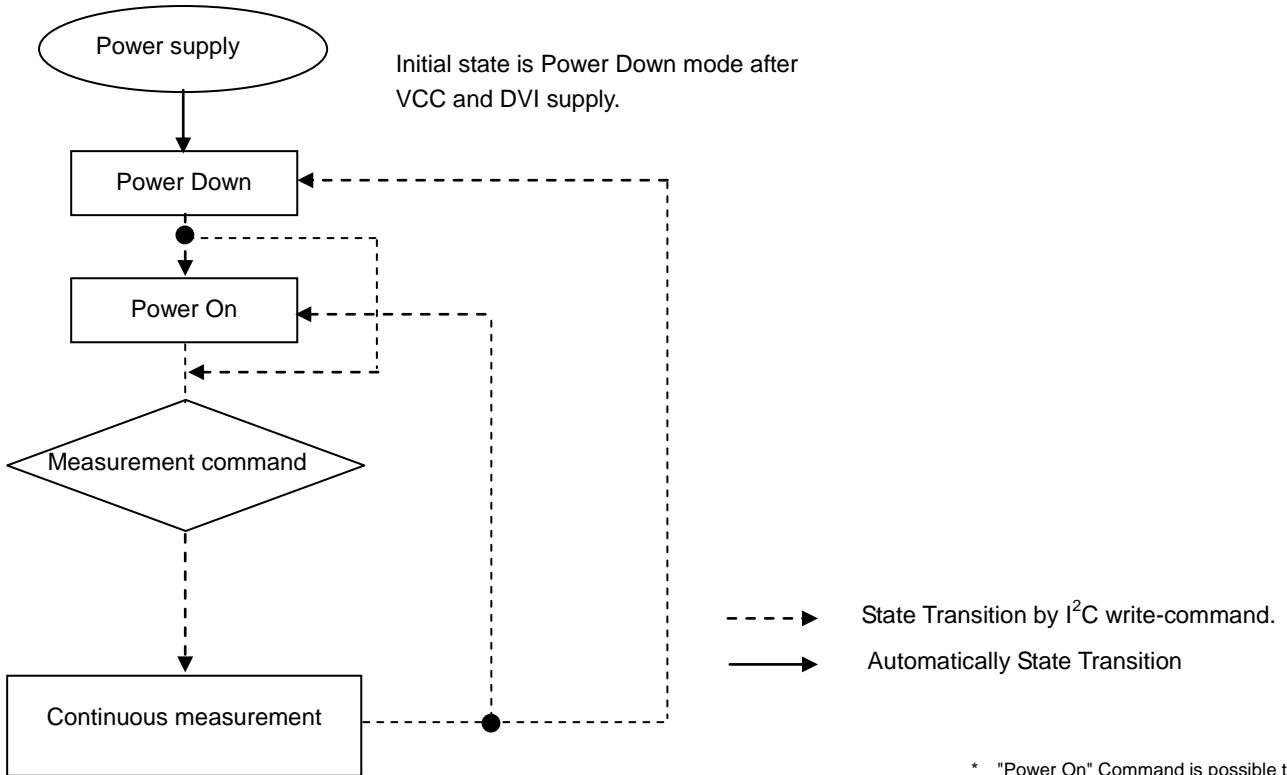 Power supply
Initial state is Power Down mode after
VCC and DVI supply.
Power Down
Power On
Measurement command
State Transition by I²C write-command.
Automatically State Transition
Continuous measurement
* "Power On" Command is possible t